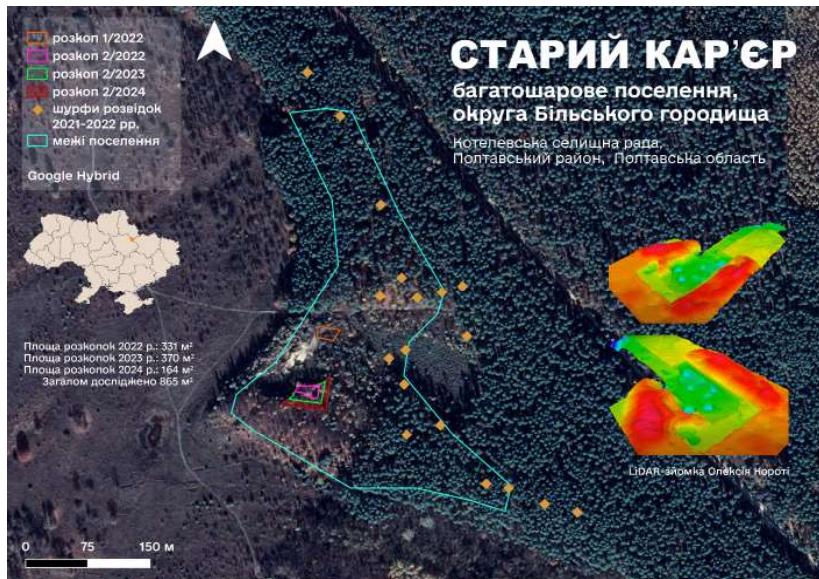 розкоп 1/2022
розкоп 2/2022
розкоп 2/2023
розкоп 2/2024
шурфи розвідок
2021-2022 рр.
межі поселення
Google Hybrid
СТАРИЙ КАР’ЄР
багатошарове поселення,
округа Більського городища
Котелевська селищна рада,
Полтавський район, Полтавська область
Площа розкопок 2022 р.: 331 м²
Площа розкопок 2023 р.: 370 м²
Площа розкопок 2024 р.: 164 м²
Загалом досліджено 865 м²
LiDAR-зйомка Олексія Короті
0 75 150 м